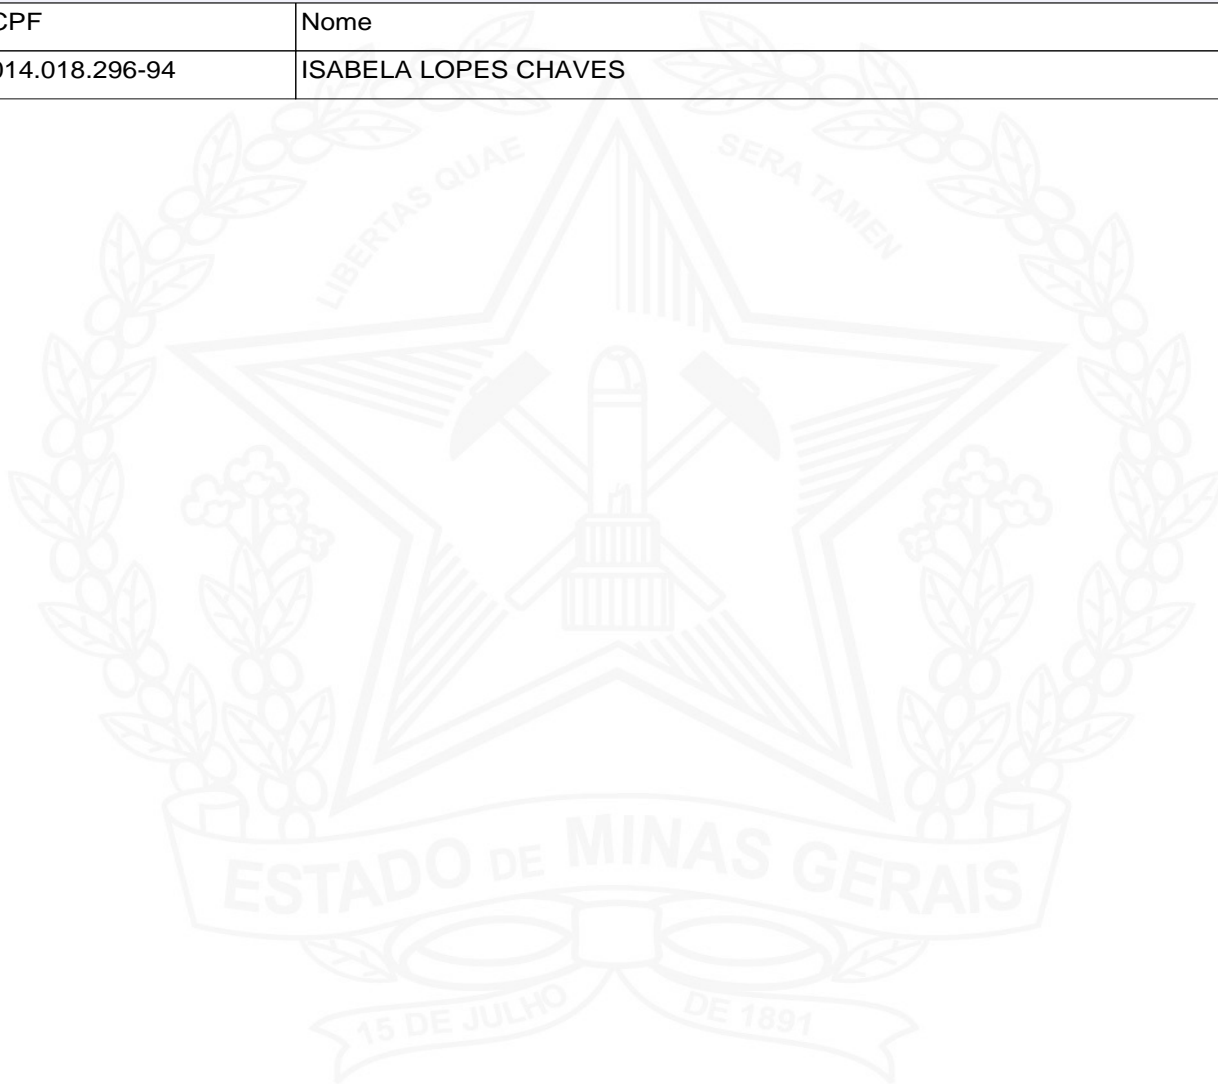 CPF Nome
014.018.296-94 ISABELA LOPES CHAVES
LIBERTAS QUAE SERA TAMEN
ESTADO DE MINAS GERAIS
15 DE JULHO DE 1891